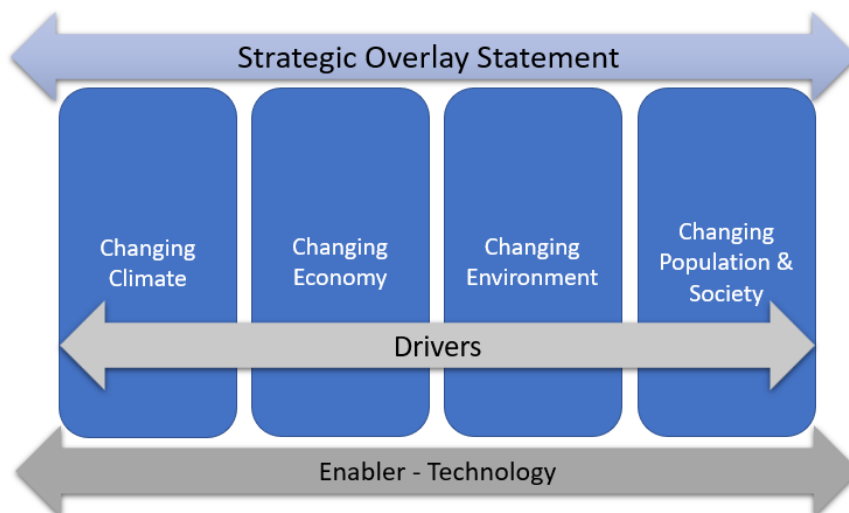 Strategic Overlay Statement
Changing
Climate
Changing
Economy
Changing
Environment
Changing
Population &
Society
Drivers
Enabler - Technology